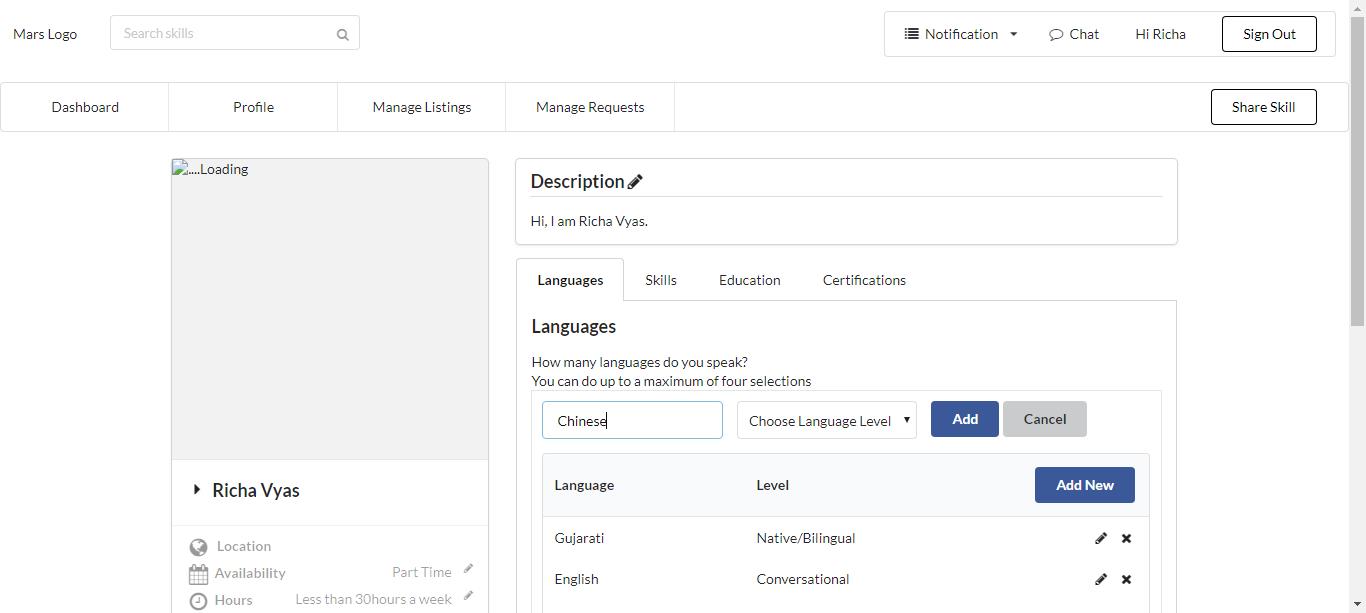 Mars Logo
Search skills
Notification
Chat
Hi Richa
Sign Out
Dashboard
Profile
Manage Listings
Manage Requests
Share Skill
....Loading
Richa Vyas
Location
Availability Part Time
Hours Less than 30hours a week
Description
Hi, I am Richa Vyas.
Languages Skills Education Certifications
Languages
How many languages do you speak?
You can do up to a maximum of four selections
Chinese Choose Language Level Add Cancel
Language Level Add New
Gujarati Native/Bilingual
English Conversational